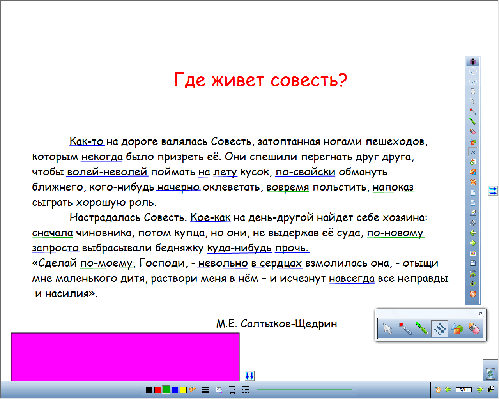 Где живет совесть?
Как-то на дороге валялась Совесть, затоптанная ногами пешеходов,
которым некогда было призреть её. Они спешили перегнать друг друга,
чтобы волей-неволей поймать на лету кусок, по-свойски обмануть
ближнего, кого-нибудь начерно оклеветать, вовремя польстить, напоказ
сыграть хорошую роль.
Настрадалась Совесть. Кое-как на день-другой найдет себе хозяина:
сначала чиновника, потом купца, но они, не выдержав её суда, по-новому
запросто выбрасывали бедняжку куда-нибудь прочь.
«Сделай по-моему, Господи, - невольно в сердцах взмолилась она, - отыщи
мне маленького дитя, раствори меня в нём – и исчезнут навсегда все неправды
и насилия».
М.Е. Салтыков-Щедрин